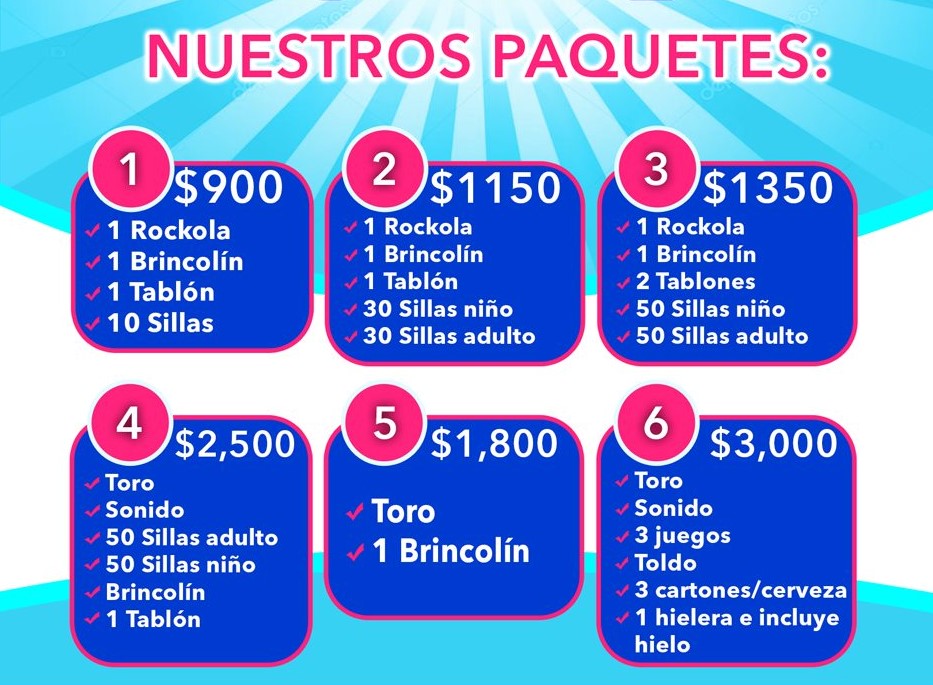 NUESTROS PAQUETES:
1
$900
1 Rockola
1 Brincolín
1 Tablón
10 Sillas
2
$1150
1 Rockola
1 Brincolín
1 Tablón
30 Sillas niño
30 Sillas adulto
3
$1350
1 Rockola
1 Brincolín
2 Tablones
50 Sillas niño
50 Sillas adulto
4
$2,500
Toro
Sonido
50 Sillas adulto
50 Sillas niño
Brincolín
1 Tablón
5
$1,800
Toro
1 Brincolín
6
$3,000
Toro
Sonido
3 juegos
Toldo
3 cartones/cerveza
1 hielera e incluye
hielo